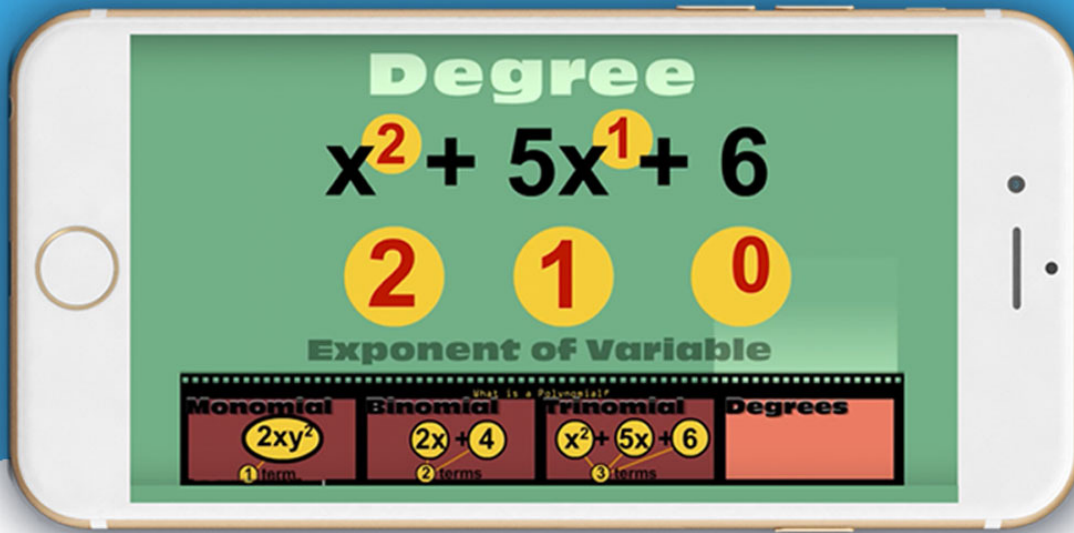 Degree
x² + 5x¹ + 6
2 1 0
Exponent of Variable
What is a Polynomial?
Monomial Binomial Trinomial Degrees
2xy² 2x + 4 x² + 5x + 6
1 term 2 terms 3 terms